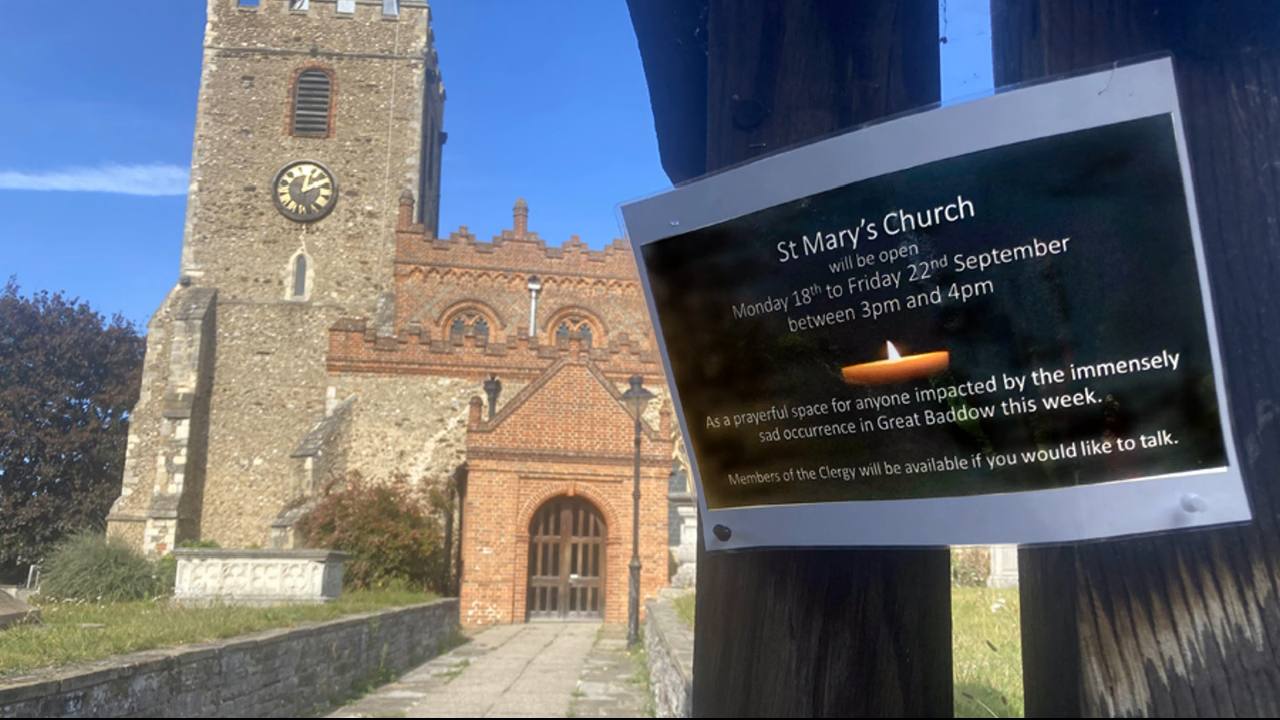 St Mary's Church
will be open
Monday 18th to Friday 22nd September
between 3pm and 4pm
As a prayerful space for anyone impacted by the immensely
sad occurrence in Great Baddow this week.
Members of the Clergy will be available if you would like to talk.